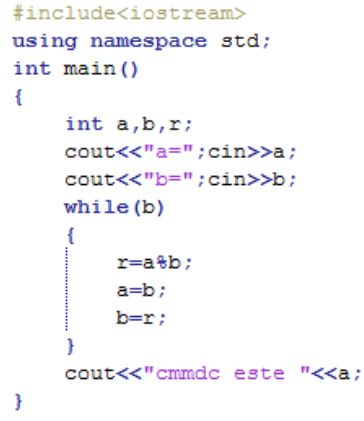 #include<iostream>
using namespace std;
int main()
{
    int a,b,r;
    cout<<"a=";cin>>a;
    cout<<"b=";cin>>b;
    while(b)
    {
        r=a%b;
        a=b;
        b=r;
    }
    cout<<"cmmdc este "<<a;
}